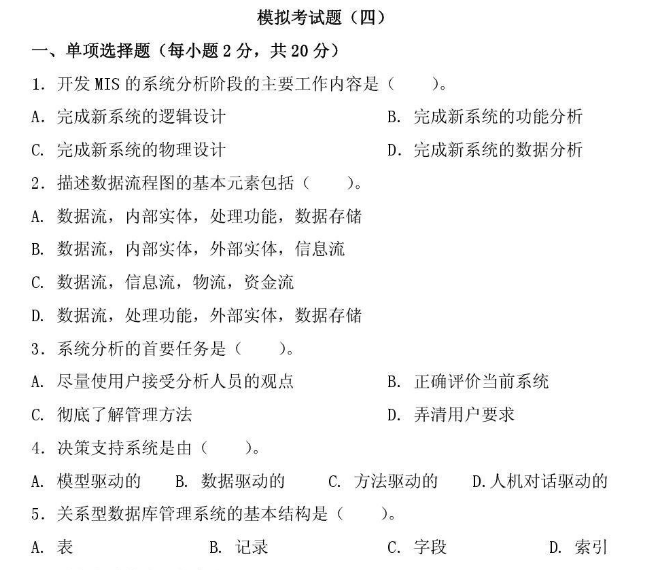 模拟考试题（四）
一、单项选择题（每小题 2 分，共 20 分）
1. 开发 MIS 的系统分析阶段的主要工作内容是（　　）。
A. 完成新系统的逻辑设计　　B. 完成新系统的功能分析
C. 完成新系统的物理设计　　D. 完成新系统的数据分析
2. 描述数据流程图的基本元素包括（　　）。
A. 数据流，内部实体，处理功能，数据存储
B. 数据流，内部实体，外部实体，信息流
C. 数据流，信息流，物流，资金流
D. 数据流，处理功能，外部实体，数据存储
3. 系统分析的首要任务是（　　）。
A. 尽量使用户接受分析人员的观点　　B. 正确评价当前系统
C. 彻底了解管理方法　　D. 弄清用户要求
4. 决策支持系统是由（　　）。
A. 模型驱动的　　B. 数据驱动的　　C. 方法驱动的　　D. 人机对话驱动的
5. 关系型数据库管理系统的基本结构是（　　）。
A. 表　　B. 记录　　C. 字段　　D. 索引